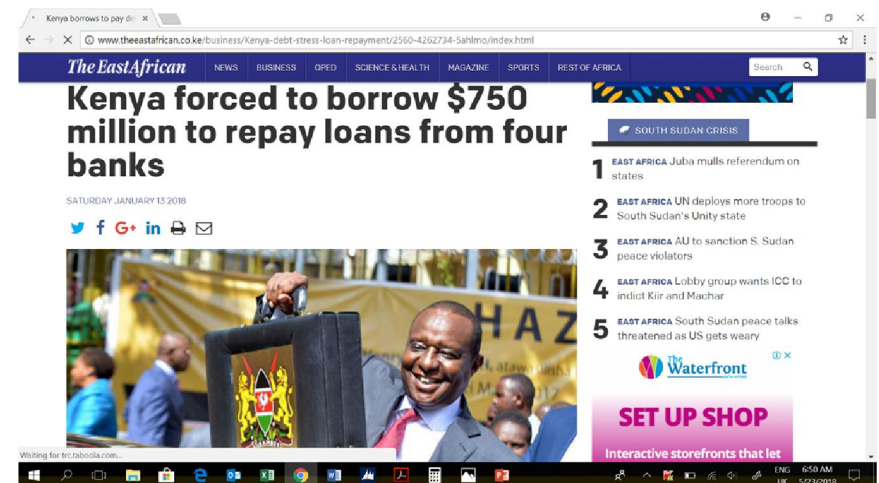 Kenya borrows to pay de
www.theeastafrican.co.ke/business/Kenya-debt-stress-loan-repayment/2560-4262734-5ahlmo/index.html
The EastAfrican NEWS BUSINESS OPED SCIENCE & HEALTH MAGAZINE SPORTS REST OF AFRICA Search
Kenya forced to borrow $750
million to repay loans from four
banks
SATURDAY JANUARY 13 2018
G+ in
HAZ
2017
SOUTH SUDAN CRISIS
1 EAST AFRICA Juba mulls referendum on
states
2 EAST AFRICA UN deploys more troops to
South Sudan's Unity state
3 EAST AFRICA AU to sanction S. Sudan
peace violators
4 EAST AFRICA Lobby group wants ICC to
indict Kiir and Machar
5 EAST AFRICA South Sudan peace talks
threatened as US gets weary
The
Waterfront
SET UP SHOP
Interactive storefronts that let
Waiting for trc.taboola.com...
ENG 6:50 AM
UK 5/23/2018